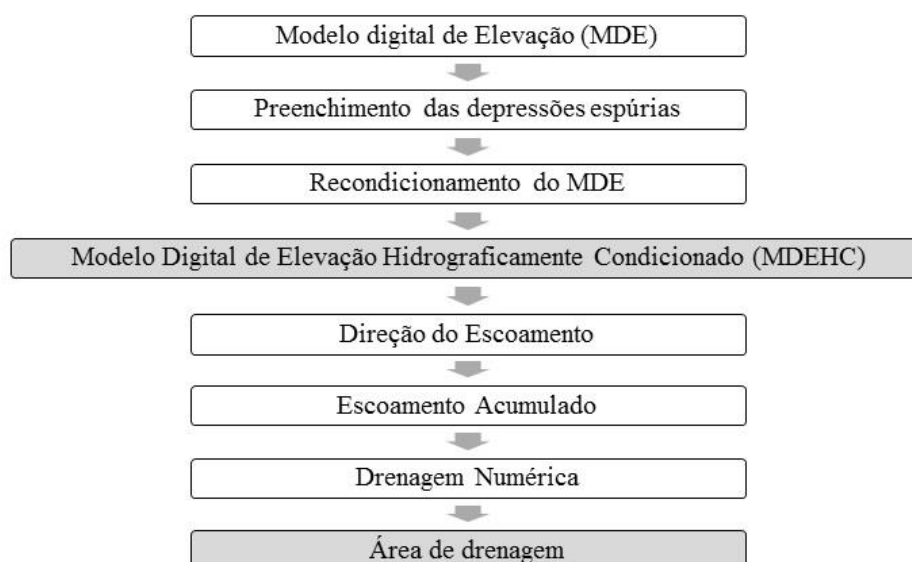 Modelo digital de Elevação (MDE)
Preenchimento das depressões espúrias
Recondicionamento do MDE
Modelo Digital de Elevação Hidrograficamente Condicionado (MDEHC)
Direção do Escoamento
Escoamento Acumulado
Drenagem Numérica
Área de drenagem